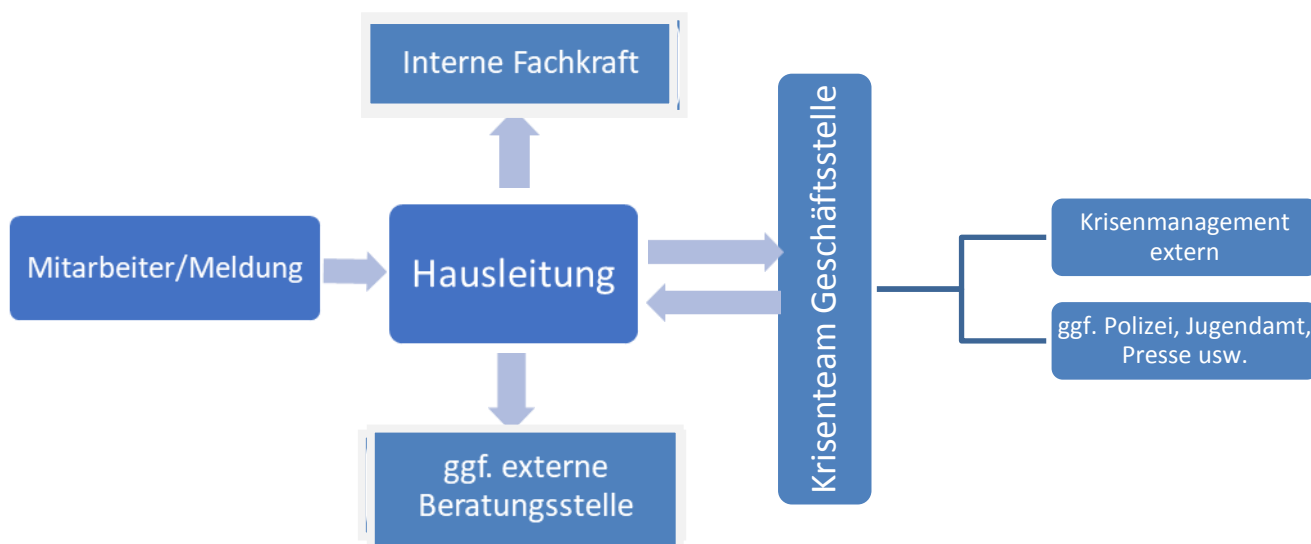 Interne Fachkraft
Mitarbeiter/Meldung
Hausleitung
ggf. externe
Beratungsstelle
Krisenteam Geschäftsstelle
Krisenmanagement
extern
ggf. Polizei, Jugendamt,
Presse usw.